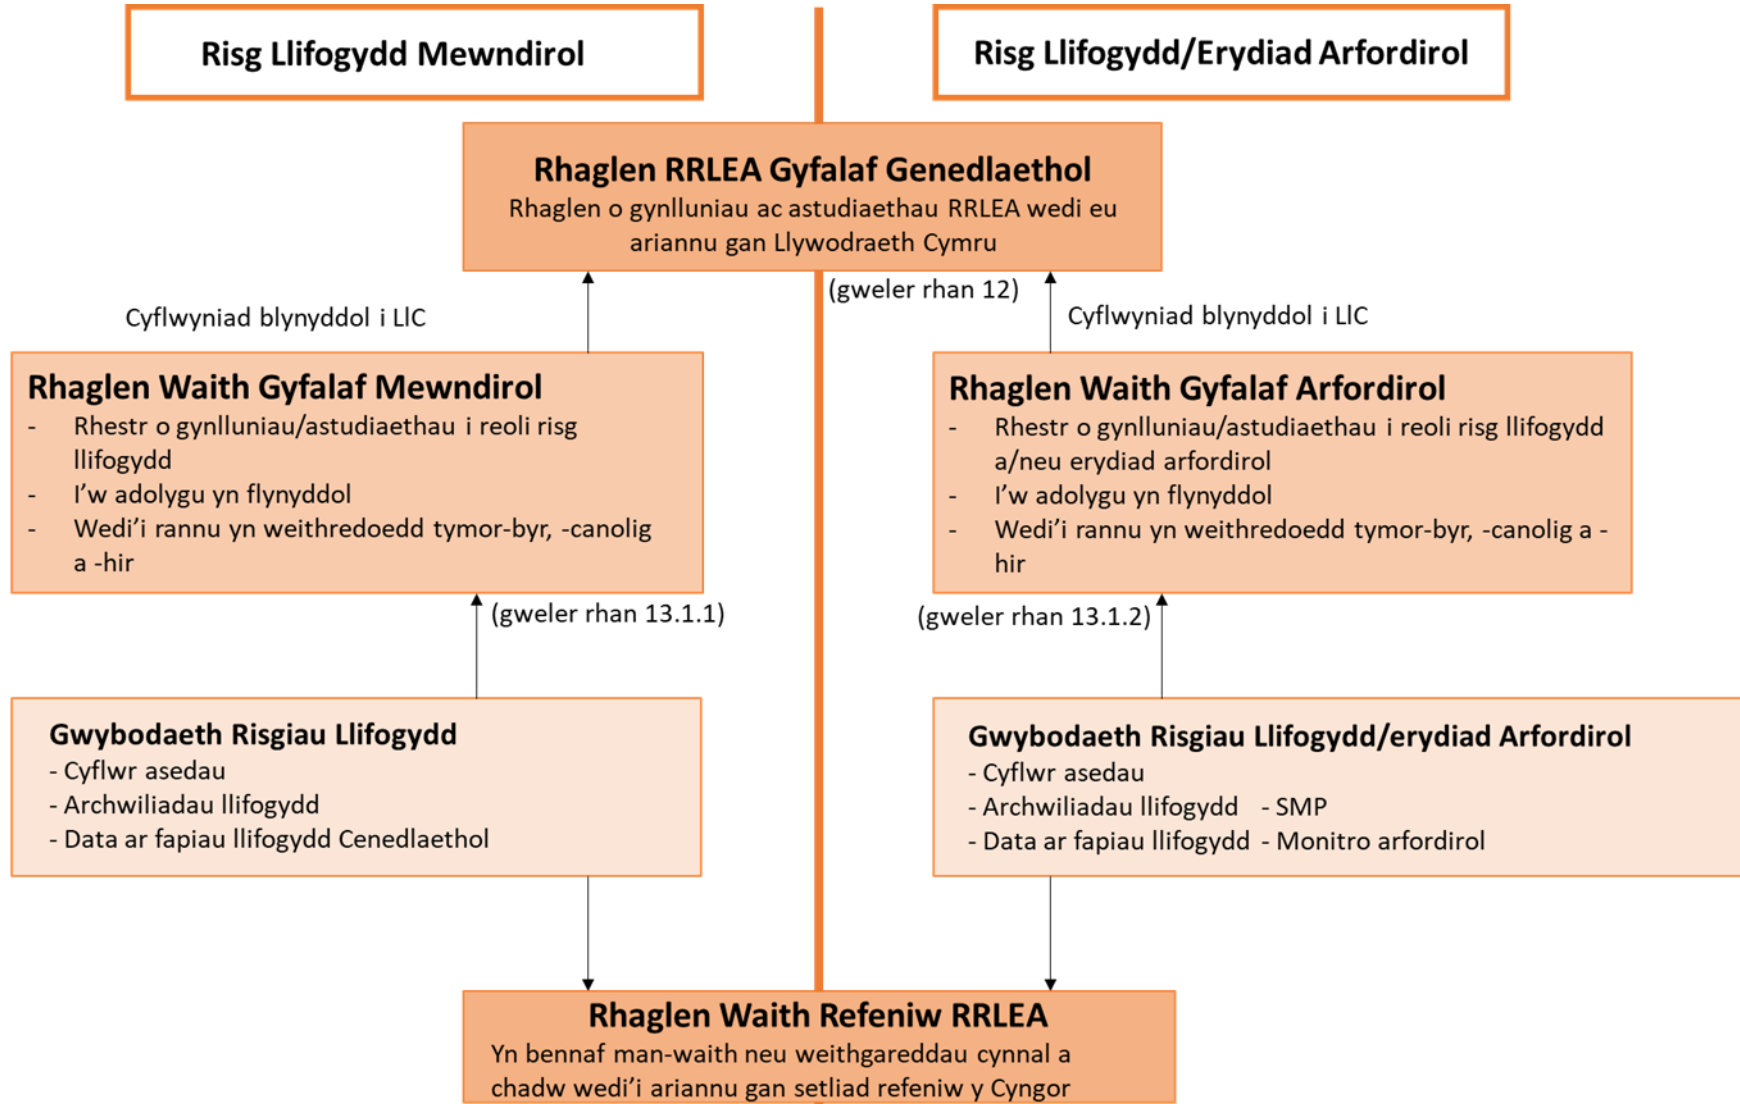 Risg Llifogydd Mewndirol
Risg Llifogydd/Erydiad Arfordirol
Rhaglen RRLEA Gyfalaf Genedlaethol
Rhaglen o gynlluniau ac astudiaethau RRLEA wedi eu
ariannu gan Llywodraeth Cymru
(gweler rhan 12)
Cyflwyniad blynyddol i LlC
Cyflwyniad blynyddol i LlC
Rhaglen Waith Gyfalaf Mewndirol
- Rhestr o gynlluniau/astudiaethau i reoli risg
llifogydd
- I’w adolygu yn flynyddol
- Wedi’i rannu yn weithredoedd tymor-byr, -canolig
a -hir
(gweler rhan 13.1.1)
Rhaglen Waith Gyfalaf Arfordirol
- Rhestr o gynlluniau/astudiaethau i reoli risg llifogydd
a/neu erydiad arfordirol
- I’w adolygu yn flynyddol
- Wedi’i rannu yn weithredoedd tymor-byr, -canolig a -
hir
(gweler rhan 13.1.2)
Gwybodaeth Risgiau Llifogydd
- Cyflwr asedau
- Archwiliadau llifogydd
- Data ar fapiau llifogydd Cenedlaethol
Gwybodaeth Risgiau Llifogydd/erydiad Arfordirol
- Cyflwr asedau
- Archwiliadau llifogydd - SMP
- Data ar fapiau llifogydd - Monitro arfordirol
Rhaglen Waith Refeniw RRLEA
Yn bennaf man-waith neu weithgareddau cynnal a
chadw wedi’i ariannu gan setliad refeniw y Cyngor